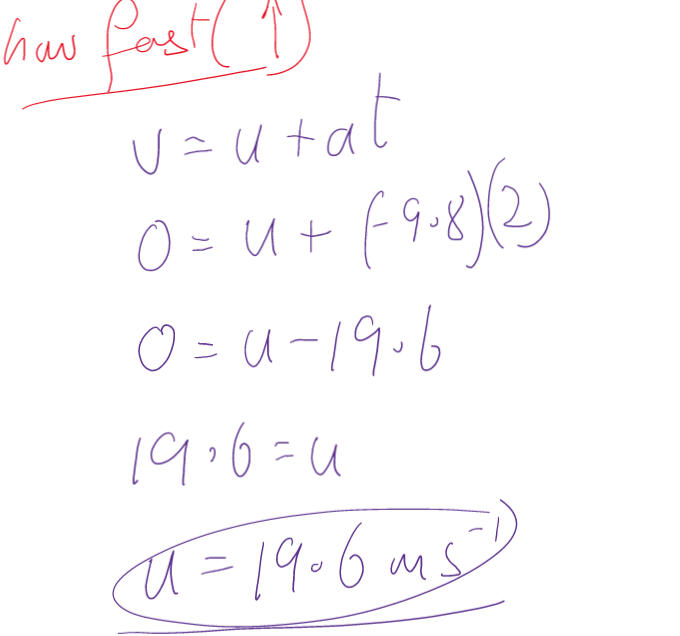 how fast(↑)
v = u + at
0 = u + (-9.8)(2)
0 = u - 19.6
19.6 = u
u = 19.6 ms⁻¹